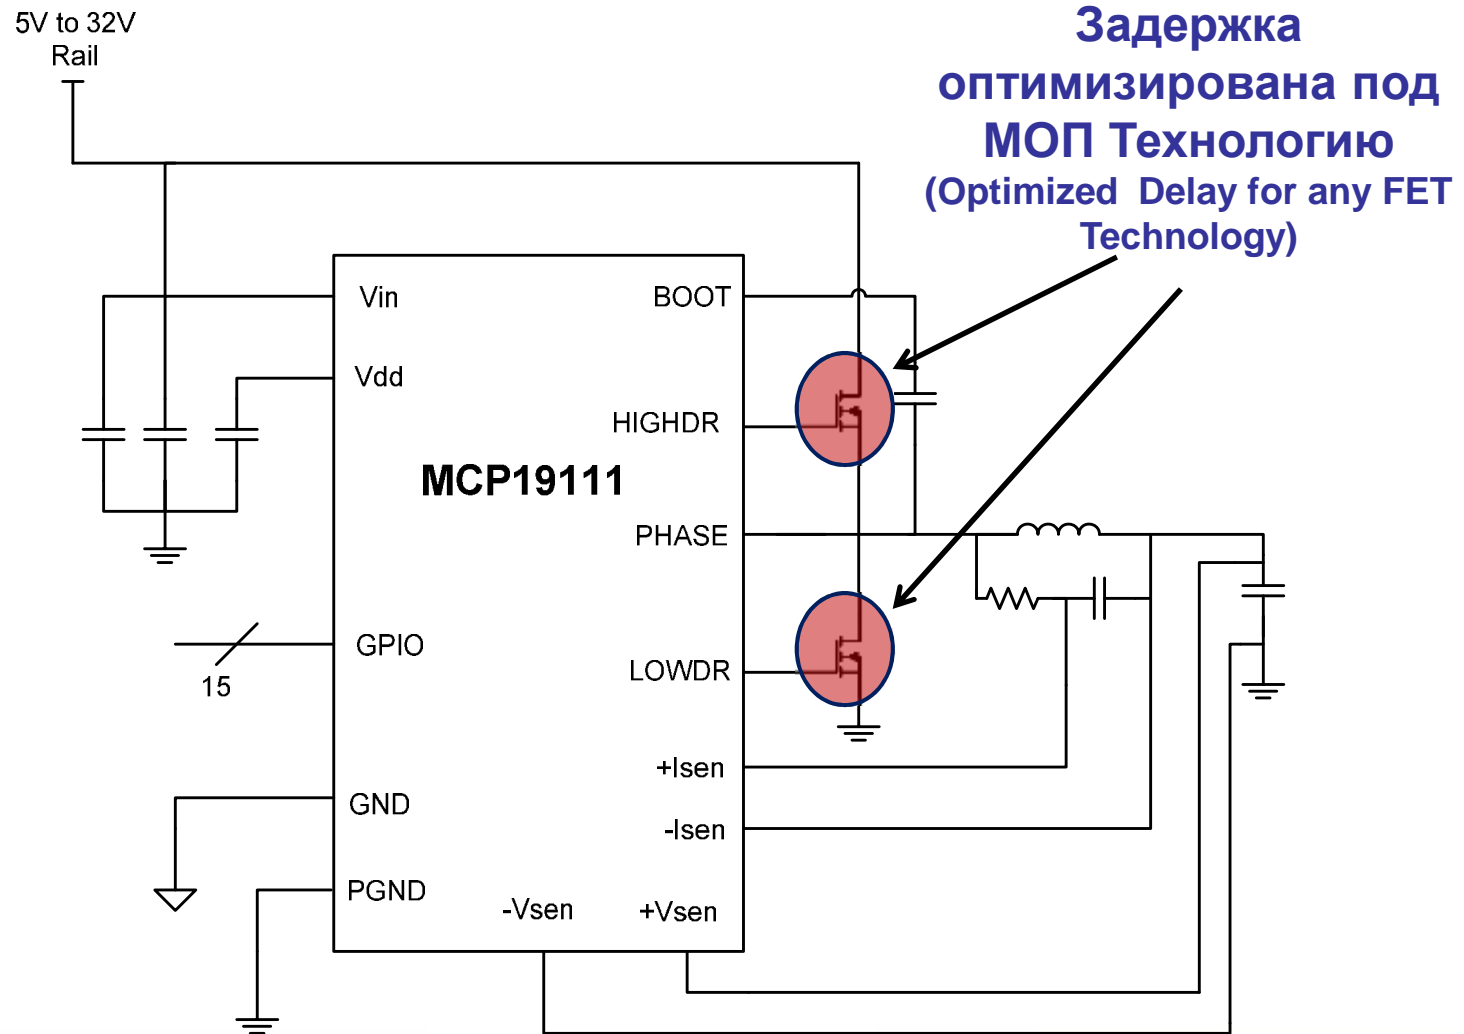 5V to 32V
Rail
Задержка
оптимизирована под
МОП Технологию
(Optimized Delay for any FET
Technology)
Vin
BOOT
Vdd
HIGHDR
MCP19111
PHASE
GPIO
15
LOWDR
+Isen
GND
-Isen
PGND
-Vsen
+Vsen